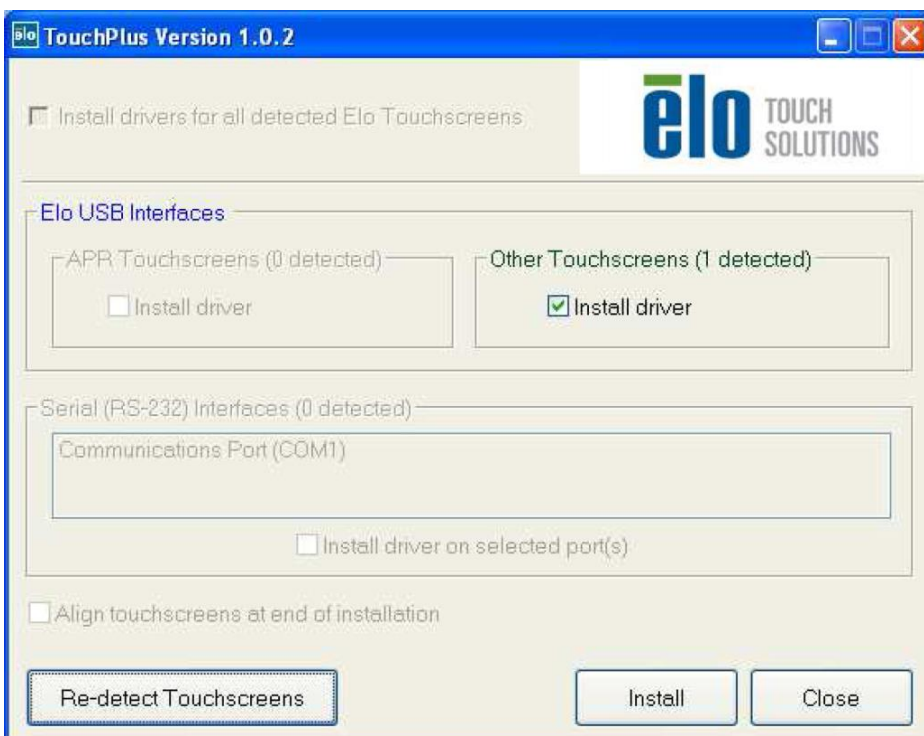 elo TouchPlus Version 1.0.2
Install drivers for all detected Elo Touchscreens
elo TOUCH
SOLUTIONS
Elo USB Interfaces
APR Touchscreens (0 detected)
Install driver
Other Touchscreens (1 detected)
Install driver
Serial (RS-232) Interfaces (0 detected)
Communications Port (COM1)
Install driver on selected port(s)
Align touchscreens at end of installation
Re-detect Touchscreens
Install
Close